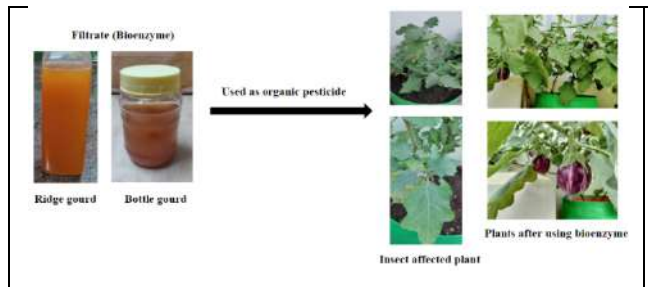 Filtrate (Bioenzyme)
Used as organic pesticide
Ridge gourd
Bottle gourd
Insect affected plant
Plants after using bioenzyme